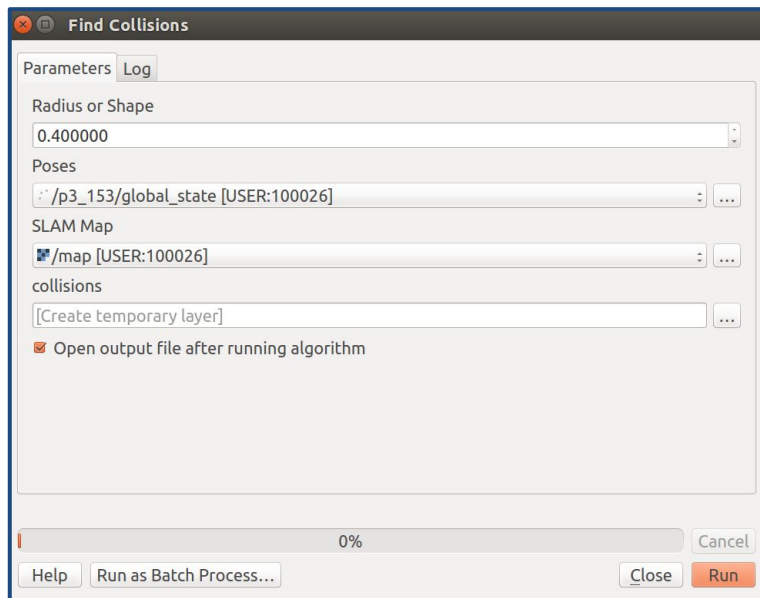 Find Collisions
Parameters Log
Radius or Shape
0.400000
Poses
/p3_153/global_state [USER:100026] ...
SLAM Map
/map [USER:100026] ...
collisions
[Create temporary layer] ...
Open output file after running algorithm
0% Cancel
Help Run as Batch Process... Close Run